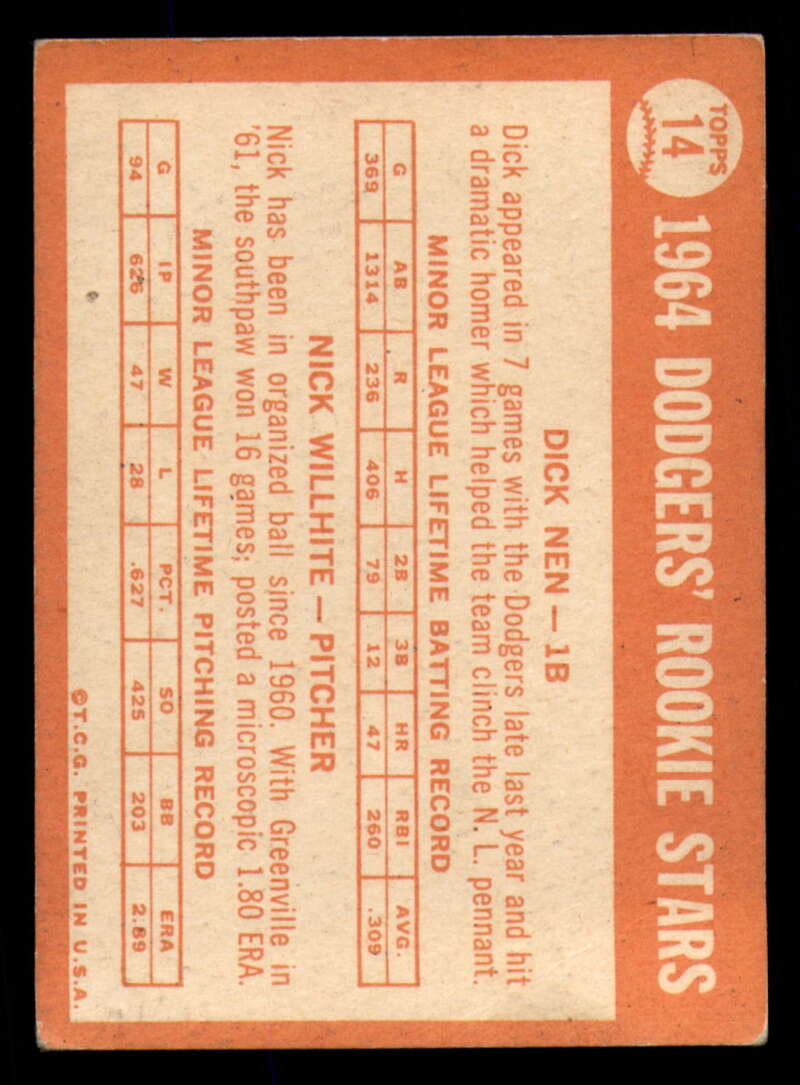 TOPPS
14
1964 DODGERS' ROOKIE STARS
DICK NEN — 1B
Dick appeared in 7 games with the Dodgers late last year and hit
a dramatic homer which helped the team clinch the N. L. pennant.
MINOR LEAGUE LIFETIME BATTING RECORD
G AB R H 2B 3B HR RBI AVG.
369 1314 236 406 79 12 47 260 .309
NICK WILLHITE — PITCHER
Nick has been in organized ball since 1960. With Greenville in
'61, the southpaw won 16 games; posted a microscopic 1.80 ERA.
MINOR LEAGUE LIFETIME PITCHING RECORD
G IP W L PCT. SO BB ERA
94 626 47 28 .627 425 203 2.89
©T.C.G. PRINTED IN U.S.A.